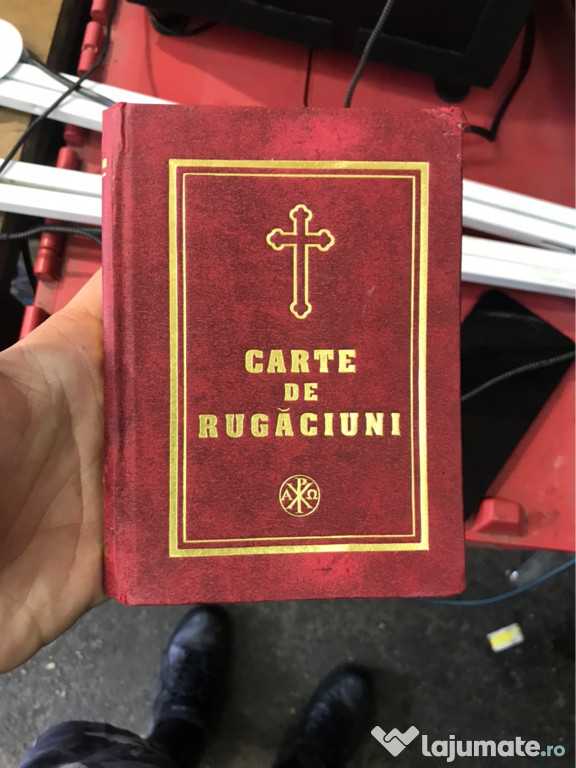 CARTE
DE
RUGĂCIUNI
Α Ρ Ω
lajumate.ro